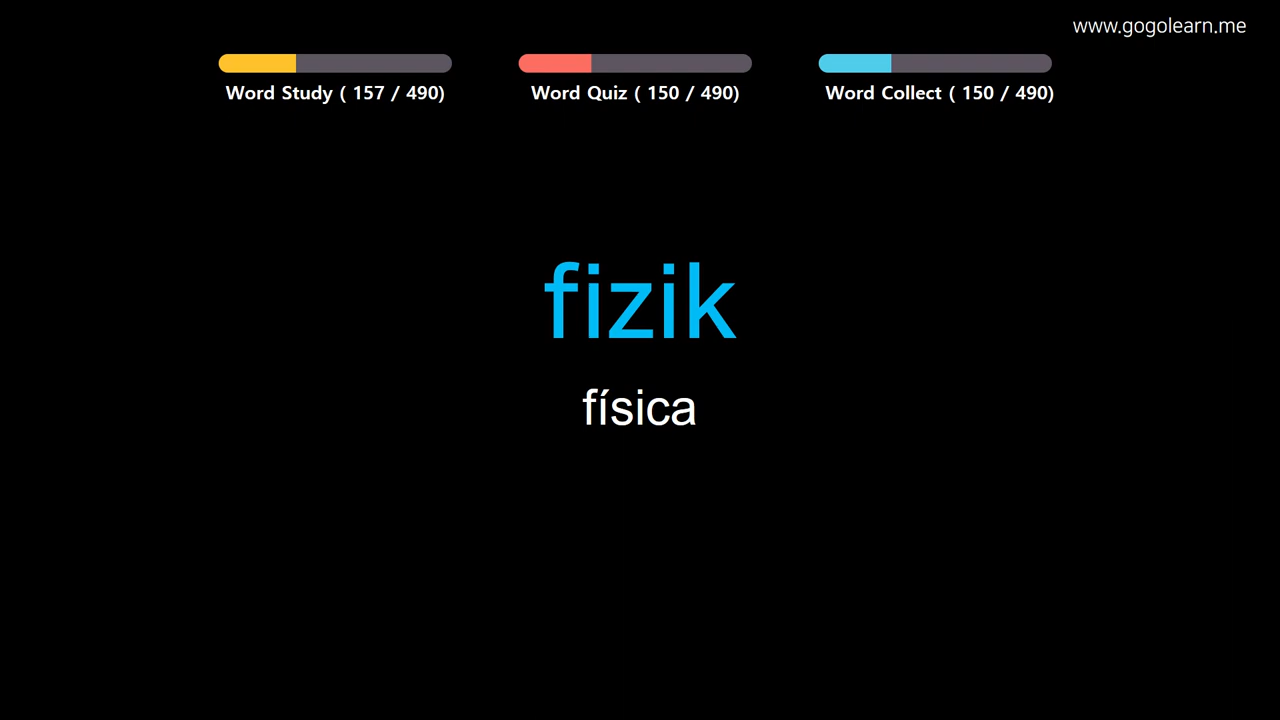 www.gogolearn.me
Word Study ( 157 / 490)
Word Quiz ( 150 / 490)
Word Collect ( 150 / 490)
fizik
física